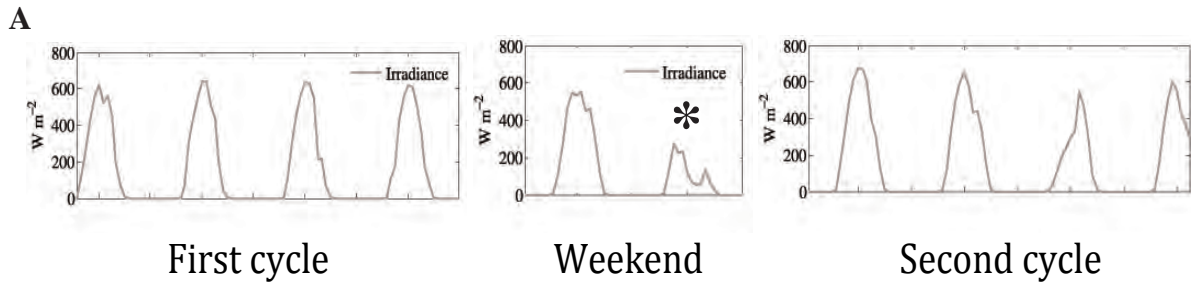 A
800
600
400
200
0
W m⁻²
Irradiance
First cycle
800
600
400
200
0
W m⁻²
Irradiance
*
Weekend
800
600
400
200
0
W m⁻²
Second cycle